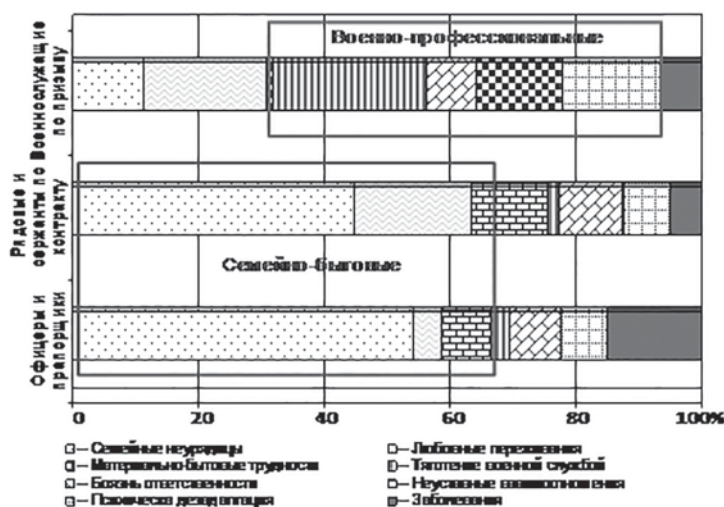 Военно-профессиональные
Военнослужащие
по призыву
Рядовые и
сержанты по
контракту
Семейно-бытовые
Офицеры и
прапорщики
0 20 40 60 80 100%
– Семейные неурядицы
– Материально-бытовые трудности
– Боязнь ответственности
– Психическа дезадаптация
– Любовные переживания
– Тяготение военной службой
– Неуставные взаимоотношения
– Заболевания